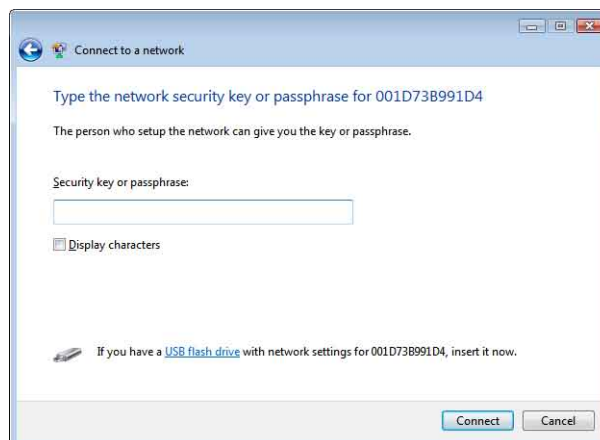 Connect to a network
Type the network security key or passphrase for 001D73B991D4
The person who setup the network can give you the key or passphrase.
Security key or passphrase:
Display characters
If you have a USB flash drive with network settings for 001D73B991D4, insert it now.
Connect Cancel